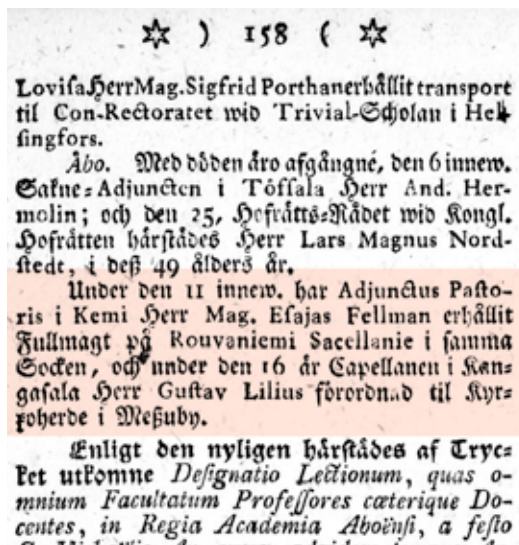 ✡ ) 158 ( ✡
Lovisa Herr Mag. Sigfrid Porthan erhållit transport
til Con-Rectoratet wid Trivial-Scholan i Hel-
singfors.
Åbo. Med döden äro afgångne, den 6 innew.
Sakne-Adjuncten i Töfsala Herr And. Her-
molin; och den 25, Hofrätts-Rådet wid Kongl.
Hofrätten härstädes Herr Lars Magnus Nord-
stedt, i deß 49 ålders år.
Under den 11 innew. har Adjunctus Pasto-
ris i Kemi Herr Mag. Esajas Fellman erhållit
Fullmagt på Rouvaniemi Sacellanie i samma
Socken, och under den 16 är Capellanen i Kan-
gasala Herr Gustav Lilius förordnad til Kyr-
koherde i Meßuby.
Enligt den nyligen härstädes af Tryc-
ket utkomne Designatio Lectionum, quas o-
mnium Facultatum Professores cæterique Do-
centes, in Regia Academia Aboënsi, a festo